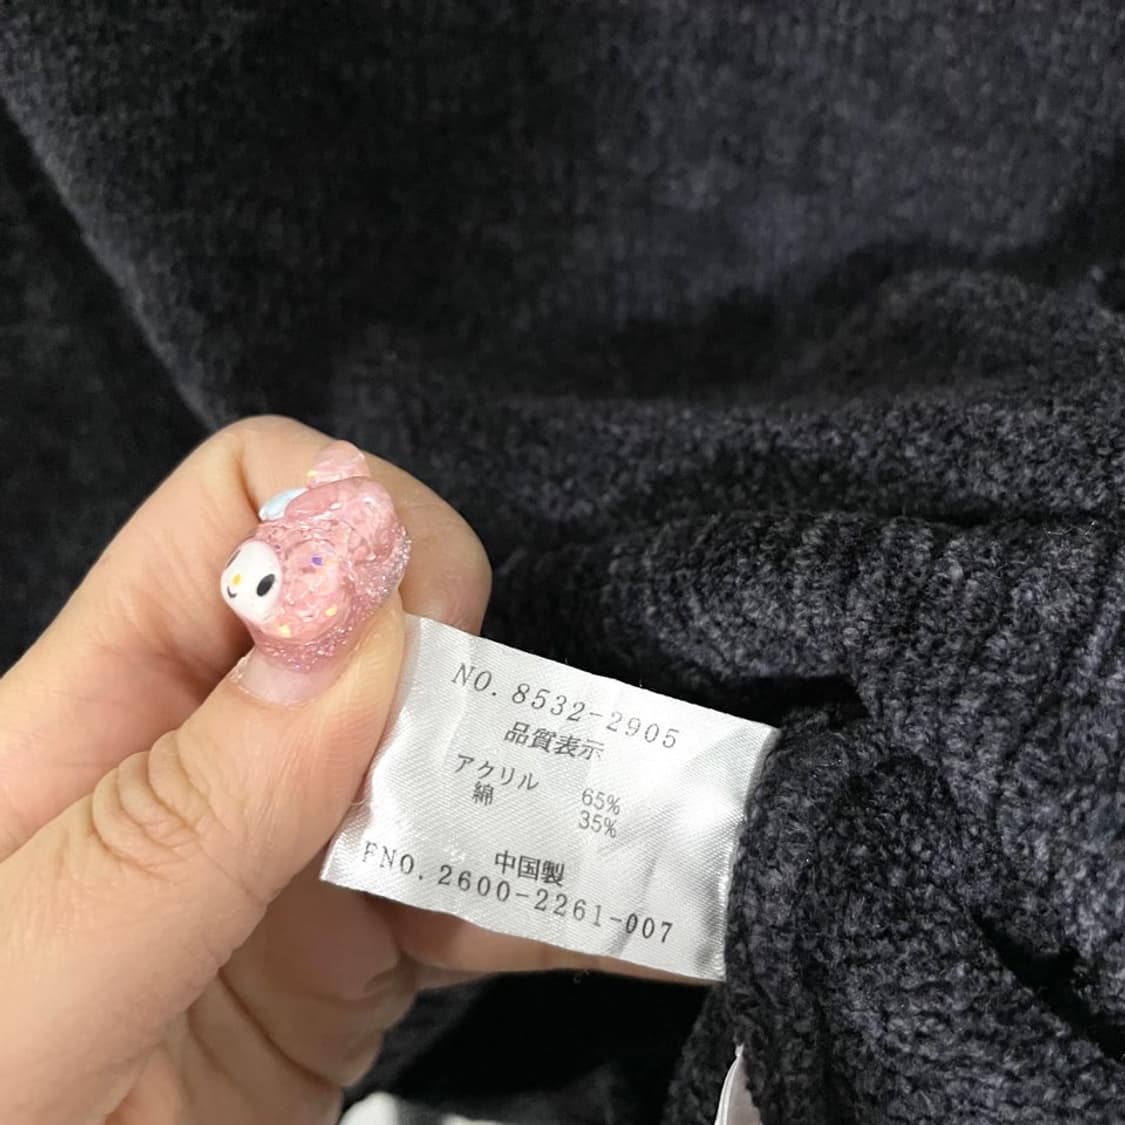 NO. 8532-2905
品質表示
アクリル 65%
綿 35%
中国製
FNO. 2600-2261-007